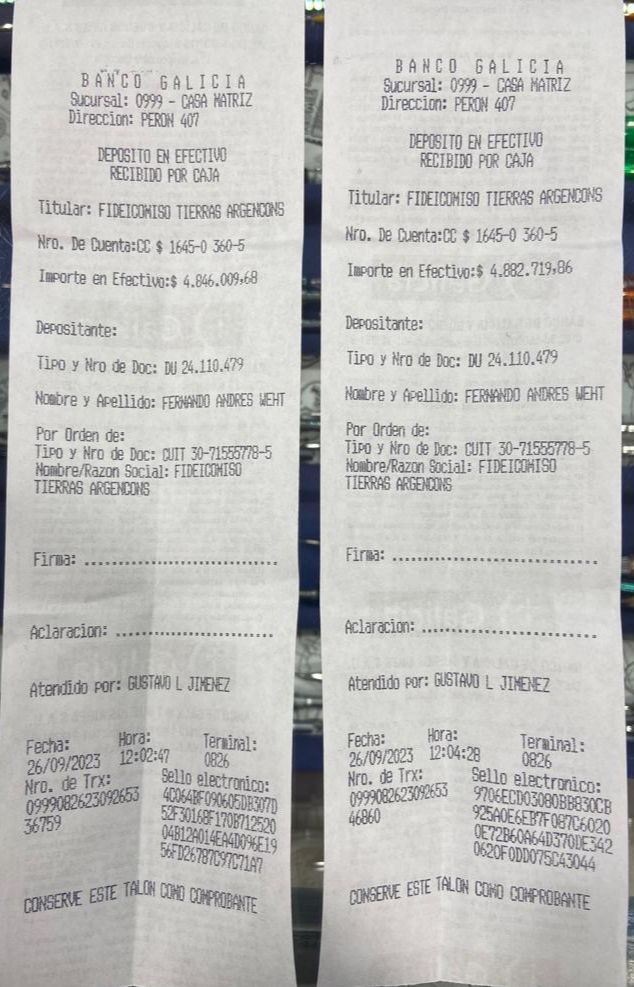 BANCO GALICIA
Sucursal: 0999 - CASA MATRIZ
Direccion: PERON 407
DEPOSITO EN EFECTIVO
RECIBIDO POR CAJA
Titular: FIDEICOMISO TIERRAS ARGENCONS
Nro. De Cuenta:CC $ 1645-0 360-5
Importe en Efectivo:$ 4.846.009,68
Depositante:
Tipo y Nro de Doc: DU 24.110.479
Nombre y Apellido: FERNANDO ANDRES WEHT
Por Orden de:
Tipo y Nro de Doc: CUIT 30-71555778-5
Nombre/Razon Social: FIDEICOMISO
TIERRAS ARGENCONS
Firma: ..............................
Aclaracion: .........................
Atendido por: GUSTAVO L JIMENEZ
Fecha: Hora: Terminal:
26/09/2023 12:02:47 0826
Nro. de Trx: Sello electronico:
0999082623092653 4C064BF090605DB307D
36759 52F30168F170B712520
04B12A014EA4D096E19
56FD26787C97C71A7
CONSERVE ESTE TALON COMO COMPROBANTE
BANCO GALICIA
Sucursal: 0999 - CASA MATRIZ
Direccion: PERON 407
DEPOSITO EN EFECTIVO
RECIBIDO POR CAJA
Titular: FIDEICOMISO TIERRAS ARGENCONS
Nro. De Cuenta:CC $ 1645-0 360-5
Importe en Efectivo:$ 4.882.719,86
Depositante:
Tipo y Nro de Doc: DU 24.110.479
Nombre y Apellido: FERNANDO ANDRES WEHT
Por Orden de:
Tipo y Nro de Doc: CUIT 30-71555778-5
Nombre/Razon Social: FIDEICOMISO
TIERRAS ARGENCONS
Firma: ..............................
Aclaracion: .........................
Atendido por: GUSTAVO L JIMENEZ
Fecha: Hora: Terminal:
26/09/2023 12:04:28 0826
Nro. de Trx: Sello electronico:
0999082623092653 9706ECD03080BB830CB
46860 925A0E6EB7F087C6020
0E72B60A64D370DE342
0620F0DD075C43044
CONSERVE ESTE TALON COMO COMPROBANTE